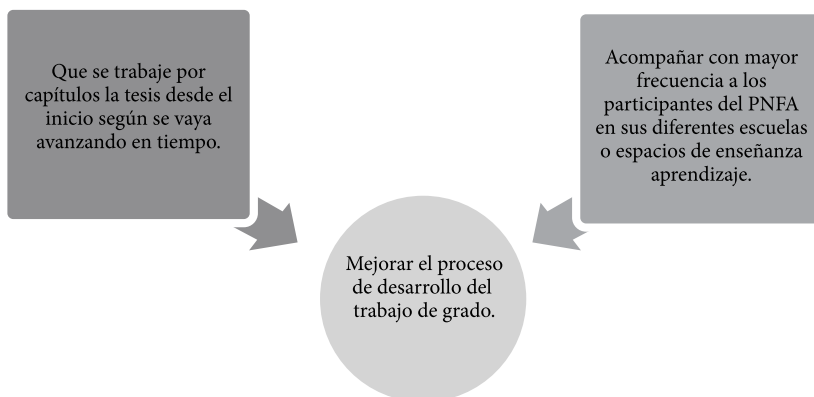 Que se trabaje por
capítulos la tesis desde el
inicio según se vaya
avanzando en tiempo.
Acompañar con mayor
frecuencia a los
participantes del PNFA
en sus diferentes escuelas
o espacios de enseñanza
aprendizaje.
Mejorar el proceso
de desarrollo del
trabajo de grado.